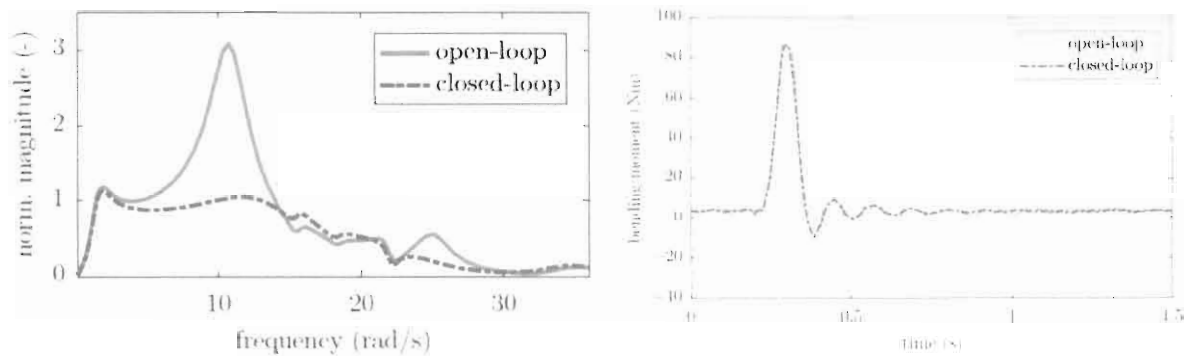 3
2
1
0
norm. magnitude (-)
open-loop
closed-loop
10
20
30
frequency (rad/s)
100
80
60
40
20
0
-20
-40
bending moment (Nm
open-loop
closed-loop
0
0.5
1
1.5
time (s)